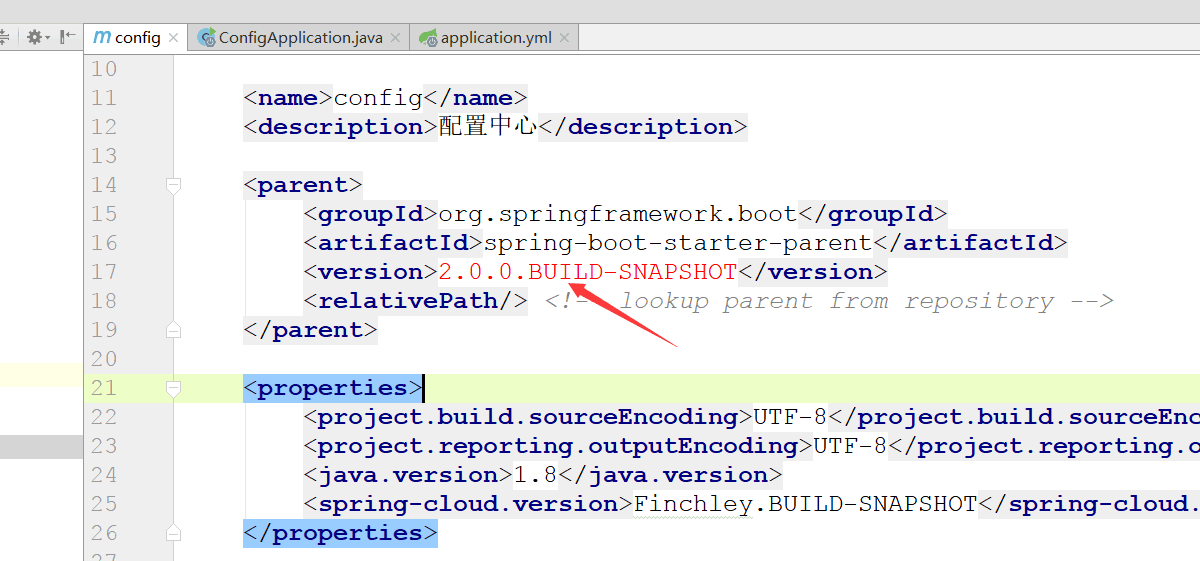 config ConfigApplication.java application.yml
10
11 <name>config</name>
12 <description>配置中心</description>
13
14 <parent>
15 <groupId>org.springframework.boot</groupId>
16 <artifactId>spring-boot-starter-parent</artifactId>
17 <version>2.0.0.BUILD-SNAPSHOT</version>
18 <relativePath/> <!-- lookup parent from repository -->
19 </parent>
20
21 <properties>
22 <project.build.sourceEncoding>UTF-8</project.build.sourceEnc
23 <project.reporting.outputEncoding>UTF-8</project.reporting.o
24 <java.version>1.8</java.version>
25 <spring-cloud.version>Finchley.BUILD-SNAPSHOT</spring-cloud.
26 </properties>
27